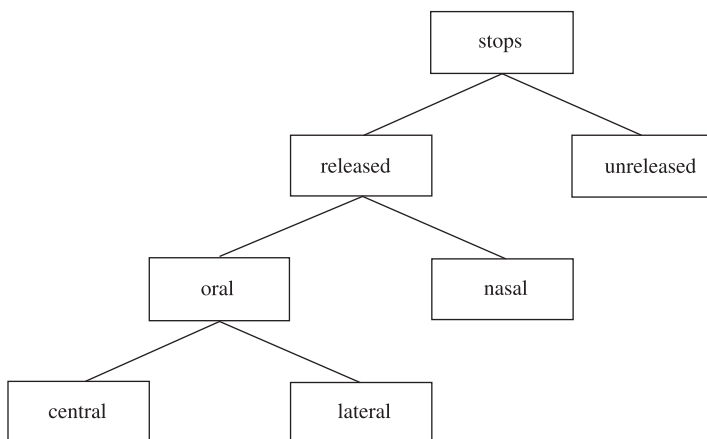 stops
released
unreleased
oral
nasal
central
lateral